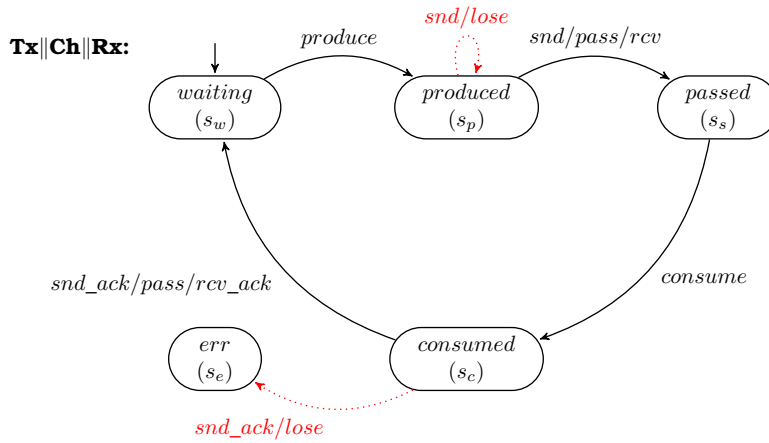 snd/lose
produce
snd/pass/rcv
Tx||Ch||Rx:
waiting
(s_w)
produced
(s_p)
passed
(s_s)
snd_ack/pass/rcv_ack
consume
err
(s_e)
consumed
(s_c)
snd_ack/lose